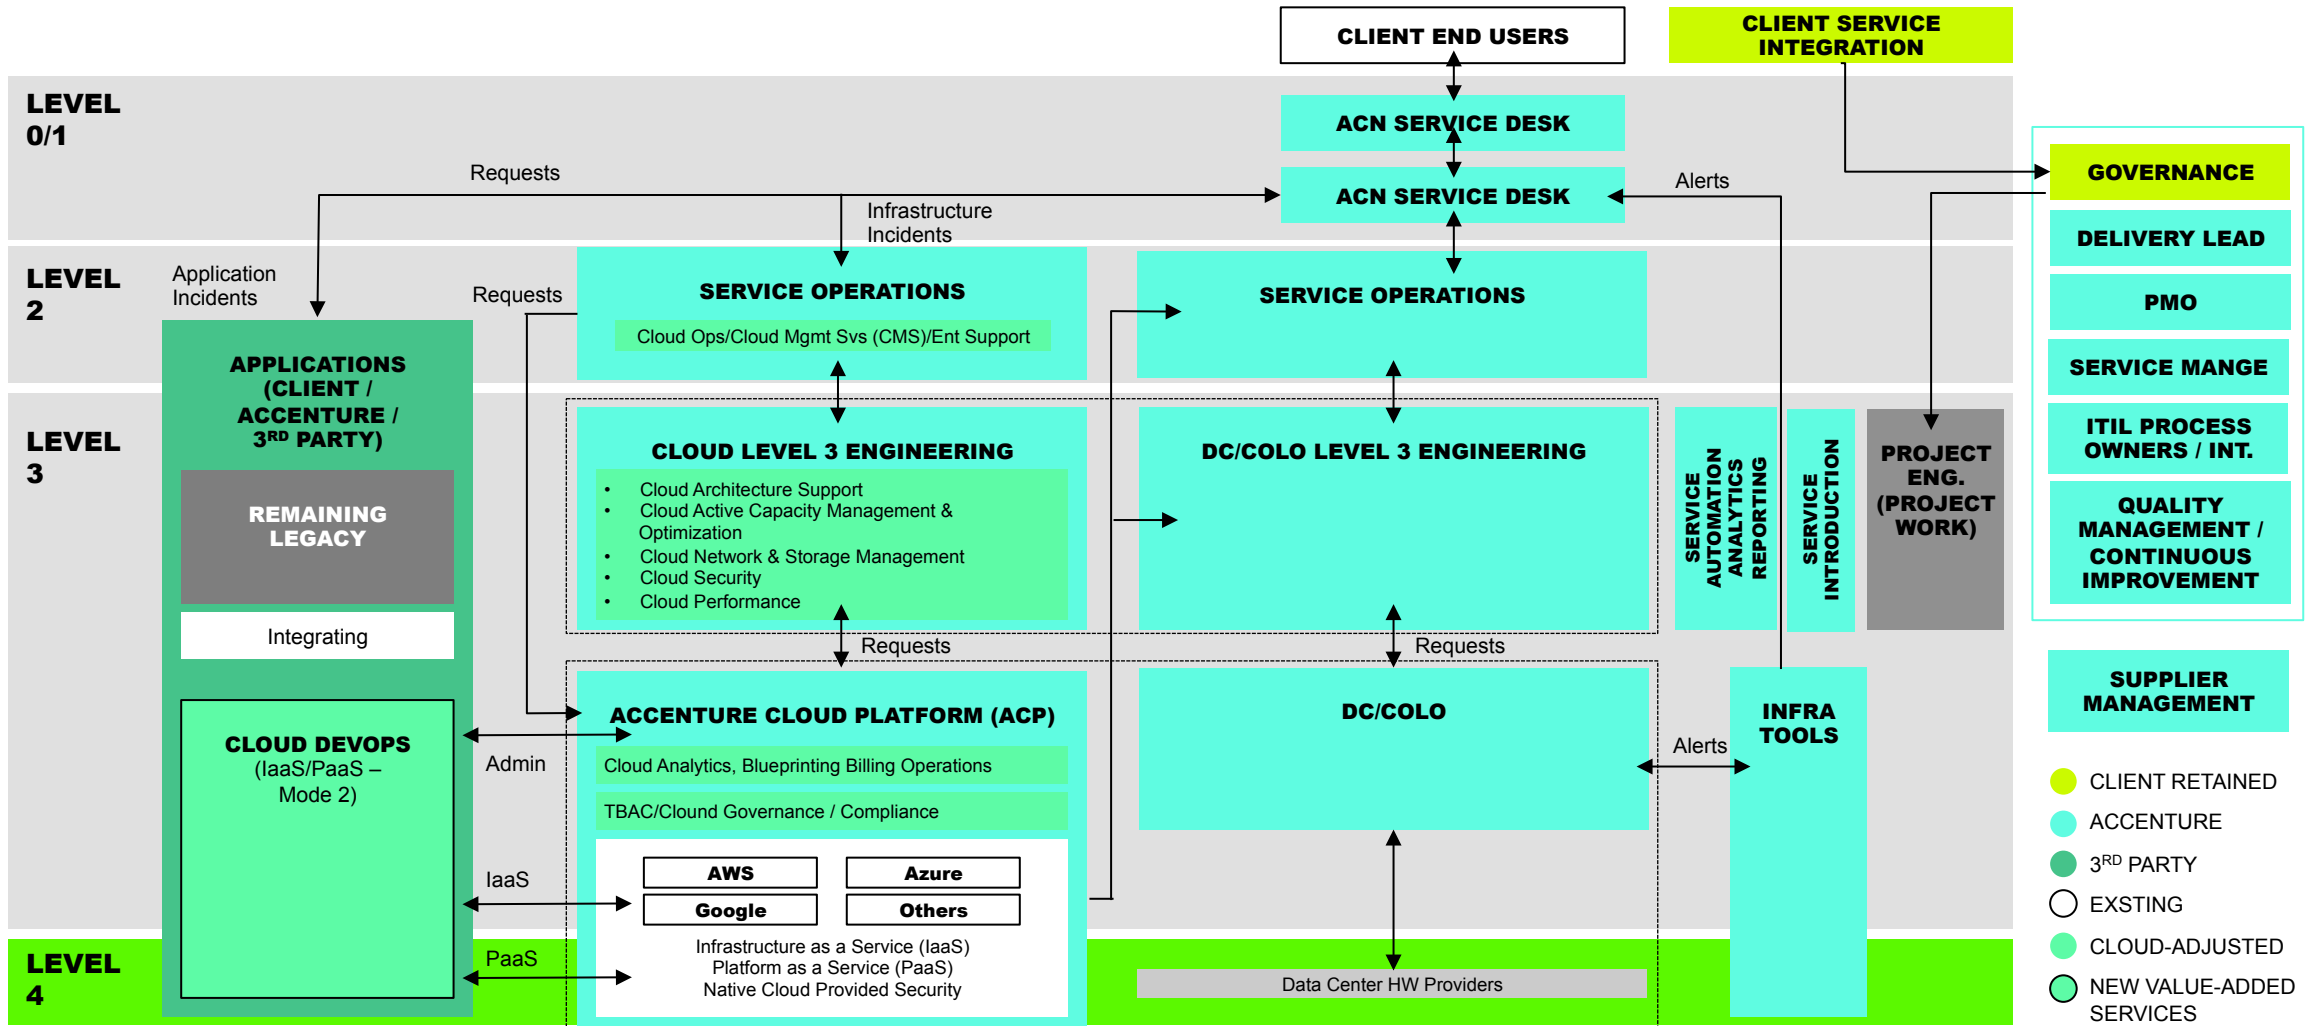 CLIENT END USERS
CLIENT SERVICE
INTEGRATION
LEVEL
0/1
ACN SERVICE DESK
Requests
ACN SERVICE DESK
Alerts
Infrastructure
Incidents
GOVERNANCE
DELIVERY LEAD
PMO
SERVICE MANGE
ITIL PROCESS
OWNERS / INT.
QUALITY
MANAGEMENT /
CONTINUOUS
IMPROVEMENT
SUPPLIER
MANAGEMENT
LEVEL
2
Application
Incidents
Requests
SERVICE OPERATIONS
Cloud Ops/Cloud Mgmt Svs (CMS)/Ent Support
SERVICE OPERATIONS
APPLICATIONS
(CLIENT /
ACCENTURE /
3RD PARTY)
REMAINING
LEGACY
Integrating
CLOUD DEVOPS
(IaaS/PaaS –
Mode 2)
LEVEL
3
CLOUD LEVEL 3 ENGINEERING
• Cloud Architecture Support
• Cloud Active Capacity Management &
Optimization
• Cloud Network & Storage Management
• Cloud Security
• Cloud Performance
DC/COLO LEVEL 3 ENGINEERING
SERVICE
AUTOMATION
ANALYTICS
REPORTING
SERVICE
INTRODUCTION
PROJECT
ENG.
(PROJECT
WORK)
Requests
Requests
ACCENTURE CLOUD PLATFORM (ACP)
Cloud Analytics, Blueprinting Billing Operations
TBAC/Clound Governance / Compliance
AWS
Azure
Google
Others
Infrastructure as a Service (IaaS)
Platform as a Service (PaaS)
Native Cloud Provided Security
Admin
IaaS
PaaS
DC/COLO
Alerts
INFRA
TOOLS
LEVEL
4
Data Center HW Providers
CLIENT RETAINED
ACCENTURE
3RD PARTY
EXSTING
CLOUD-ADJUSTED
NEW VALUE-ADDED
SERVICES